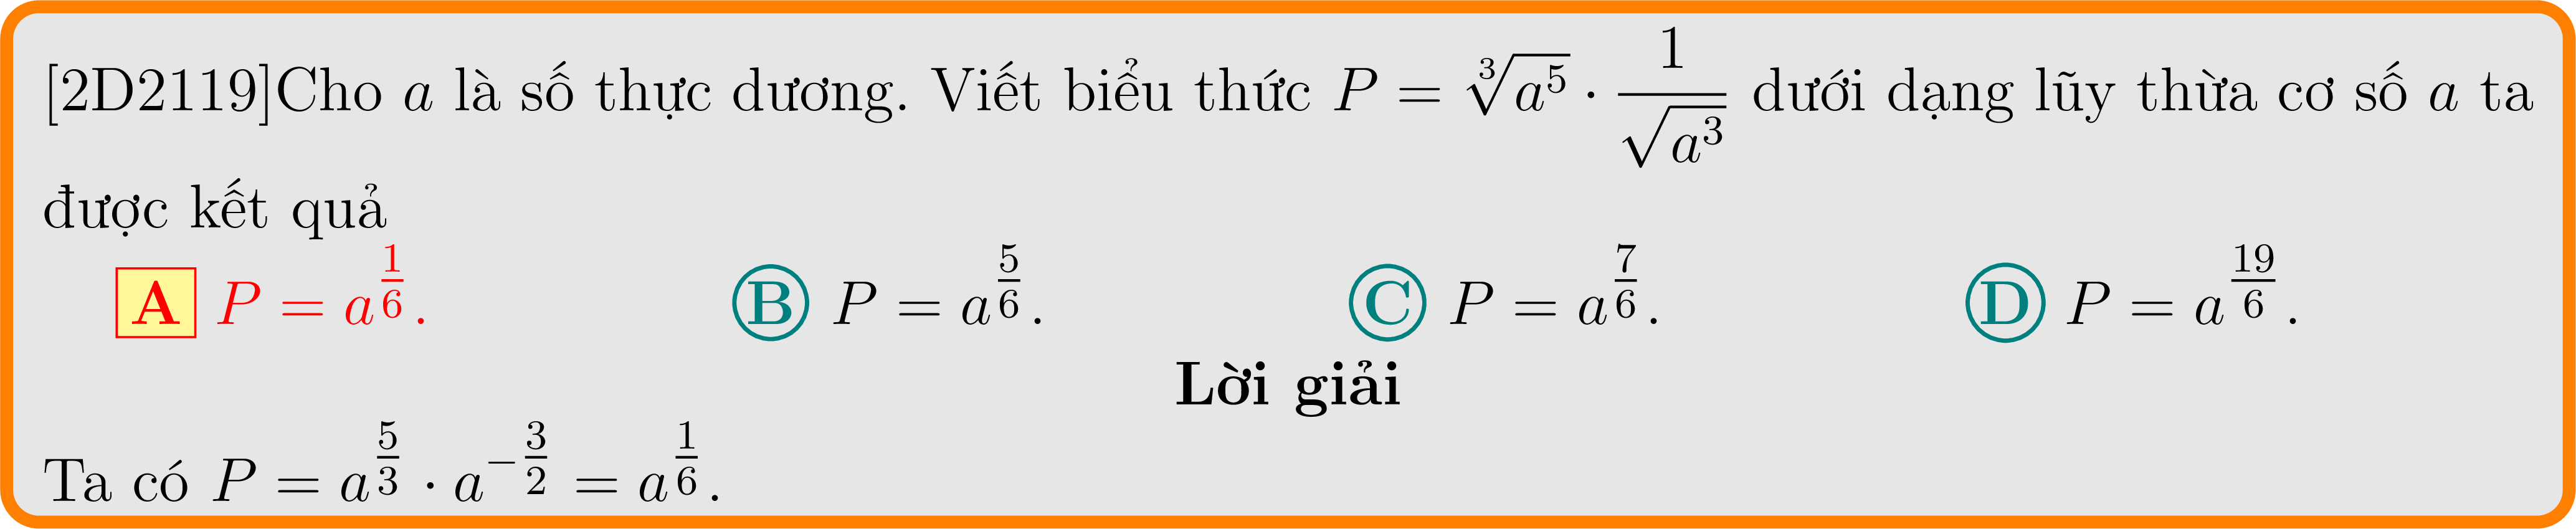 [2D2119]Cho $a$ là số thực dương. Viết biểu thức $P = \sqrt[3]{a^5} \cdot \dfrac{1}{\sqrt{a^3}}$ dưới dạng lũy thừa cơ số $a$ ta
được kết quả
A $P = a^{\frac{1}{6}}$. B $P = a^{\frac{5}{6}}$. C $P = a^{\frac{7}{6}}$. D $P = a^{\frac{19}{6}}$.
Lời giải
Ta có $P = a^{\frac{5}{3}} \cdot a^{-\frac{3}{2}} = a^{\frac{1}{6}}$.